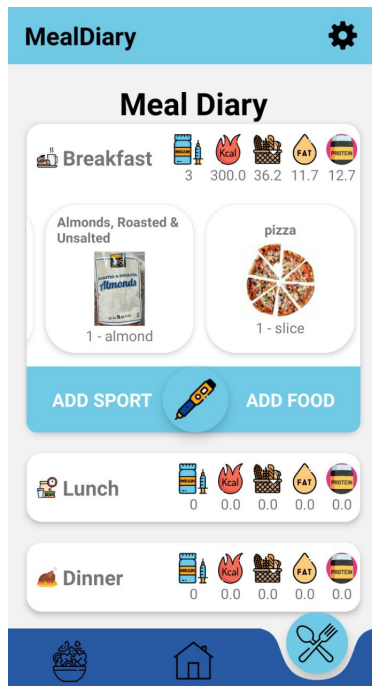 MealDiary
Meal Diary
Breakfast
INSULIN Kcal FAT PROTEIN
3 300.0 36.2 11.7 12.7
Almonds, Roasted &
Unsalted
Almonds
1 - almond
pizza
1 - slice
ADD SPORT ADD FOOD
Lunch
INSULIN Kcal FAT PROTEIN
0 0.0 0.0 0.0 0.0
Dinner
INSULIN Kcal FAT PROTEIN
0 0.0 0.0 0.0 0.0